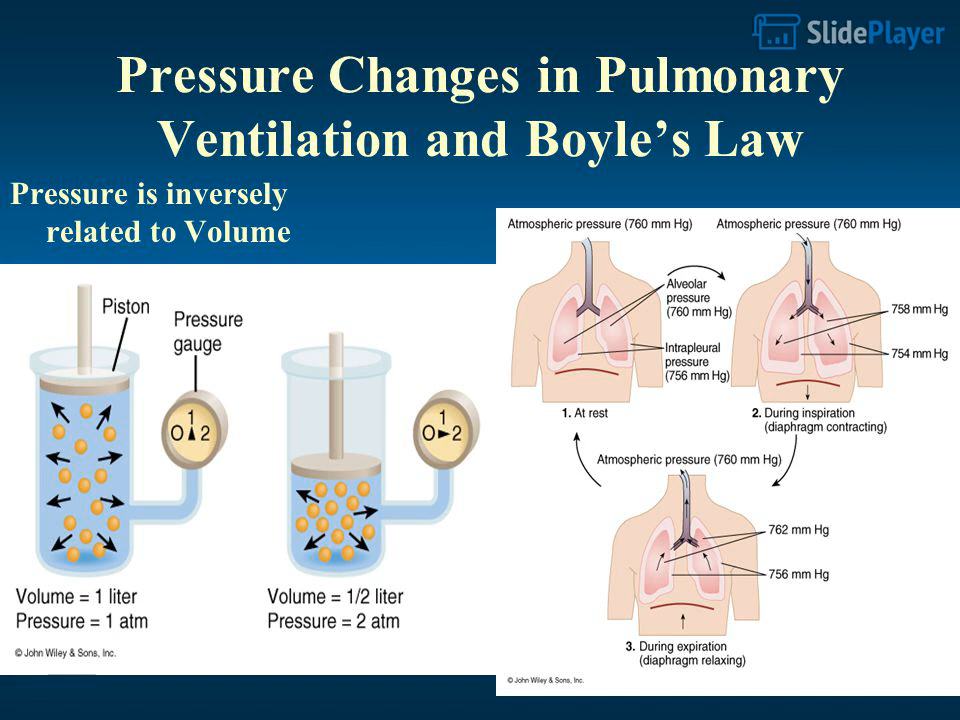 SlidePlayer
Pressure Changes in Pulmonary
Ventilation and Boyle’s Law
Pressure is inversely
related to Volume
Piston
Pressure
gauge
1
O 2
1
O 2
Volume = 1 liter
Pressure = 1 atm
Volume = 1/2 liter
Pressure = 2 atm
© John Wiley & Sons, Inc.
Atmospheric pressure (760 mm Hg)
Alveolar
pressure
(760 mm Hg)
Intrapleural
pressure
(756 mm Hg)
1. At rest
Atmospheric pressure (760 mm Hg)
758 mm Hg
754 mm Hg
2. During inspiration
(diaphragm contracting)
Atmospheric pressure (760 mm Hg)
762 mm Hg
756 mm Hg
3. During expiration
(diaphragm relaxing)
© John Wiley & Sons, Inc.